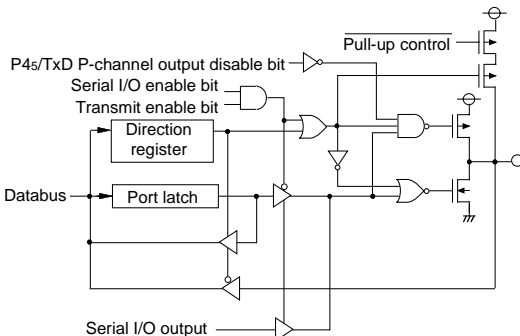 Pull-up control
P45/TxD P-channel output disable bit
Serial I/O enable bit
Transmit enable bit
Direction
register
Databus
Port latch
Serial I/O output